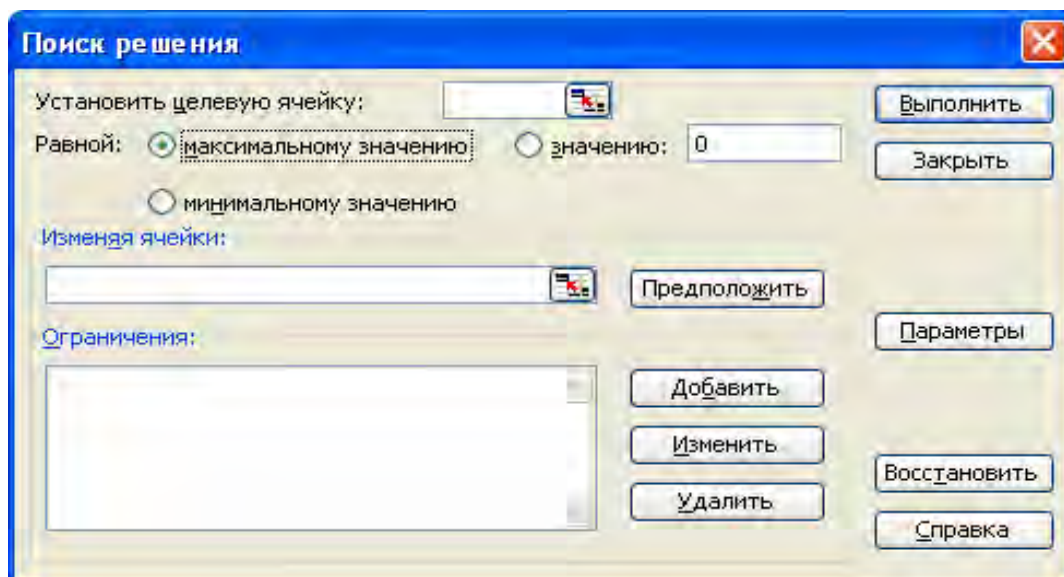 Поиск решения
Установить целевую ячейку:
Выполнить
Равной: максимальному значению значению: 0
Закрыть
минимальному значению
Изменяя ячейки:
Предположить
Ограничения:
Параметры
Добавить
Изменить
Восстановить
Удалить
Справка